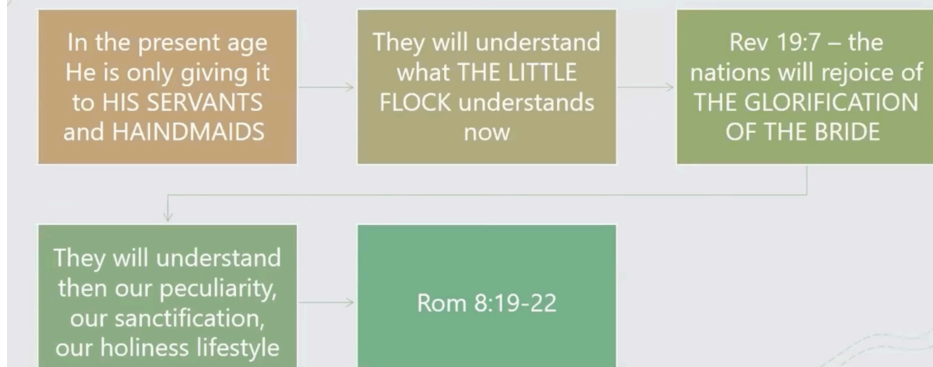 In the present age
He is only giving it
to HIS SERVANTS
and HAINDMAIDS
They will understand
what THE LITTLE
FLOCK understands
now
Rev 19:7 – the
nations will rejoice of
THE GLORIFICATION
OF THE BRIDE
They will understand
then our peculiarity,
our sanctification,
our holiness lifestyle
Rom 8:19-22